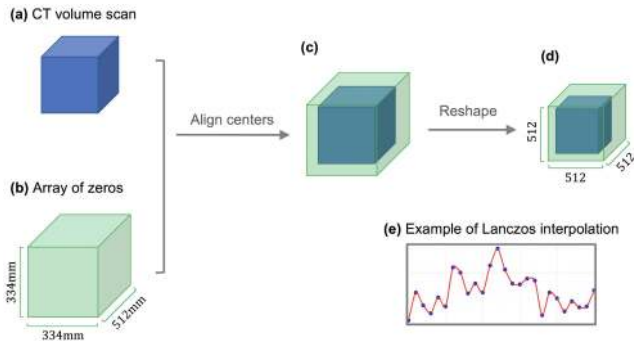 (a) CT volume scan
(c)
(d)
Align centers
Reshape
512
512
512
(b) Array of zeros
(e) Example of Lanczos interpolation
334mm
512mm
334mm